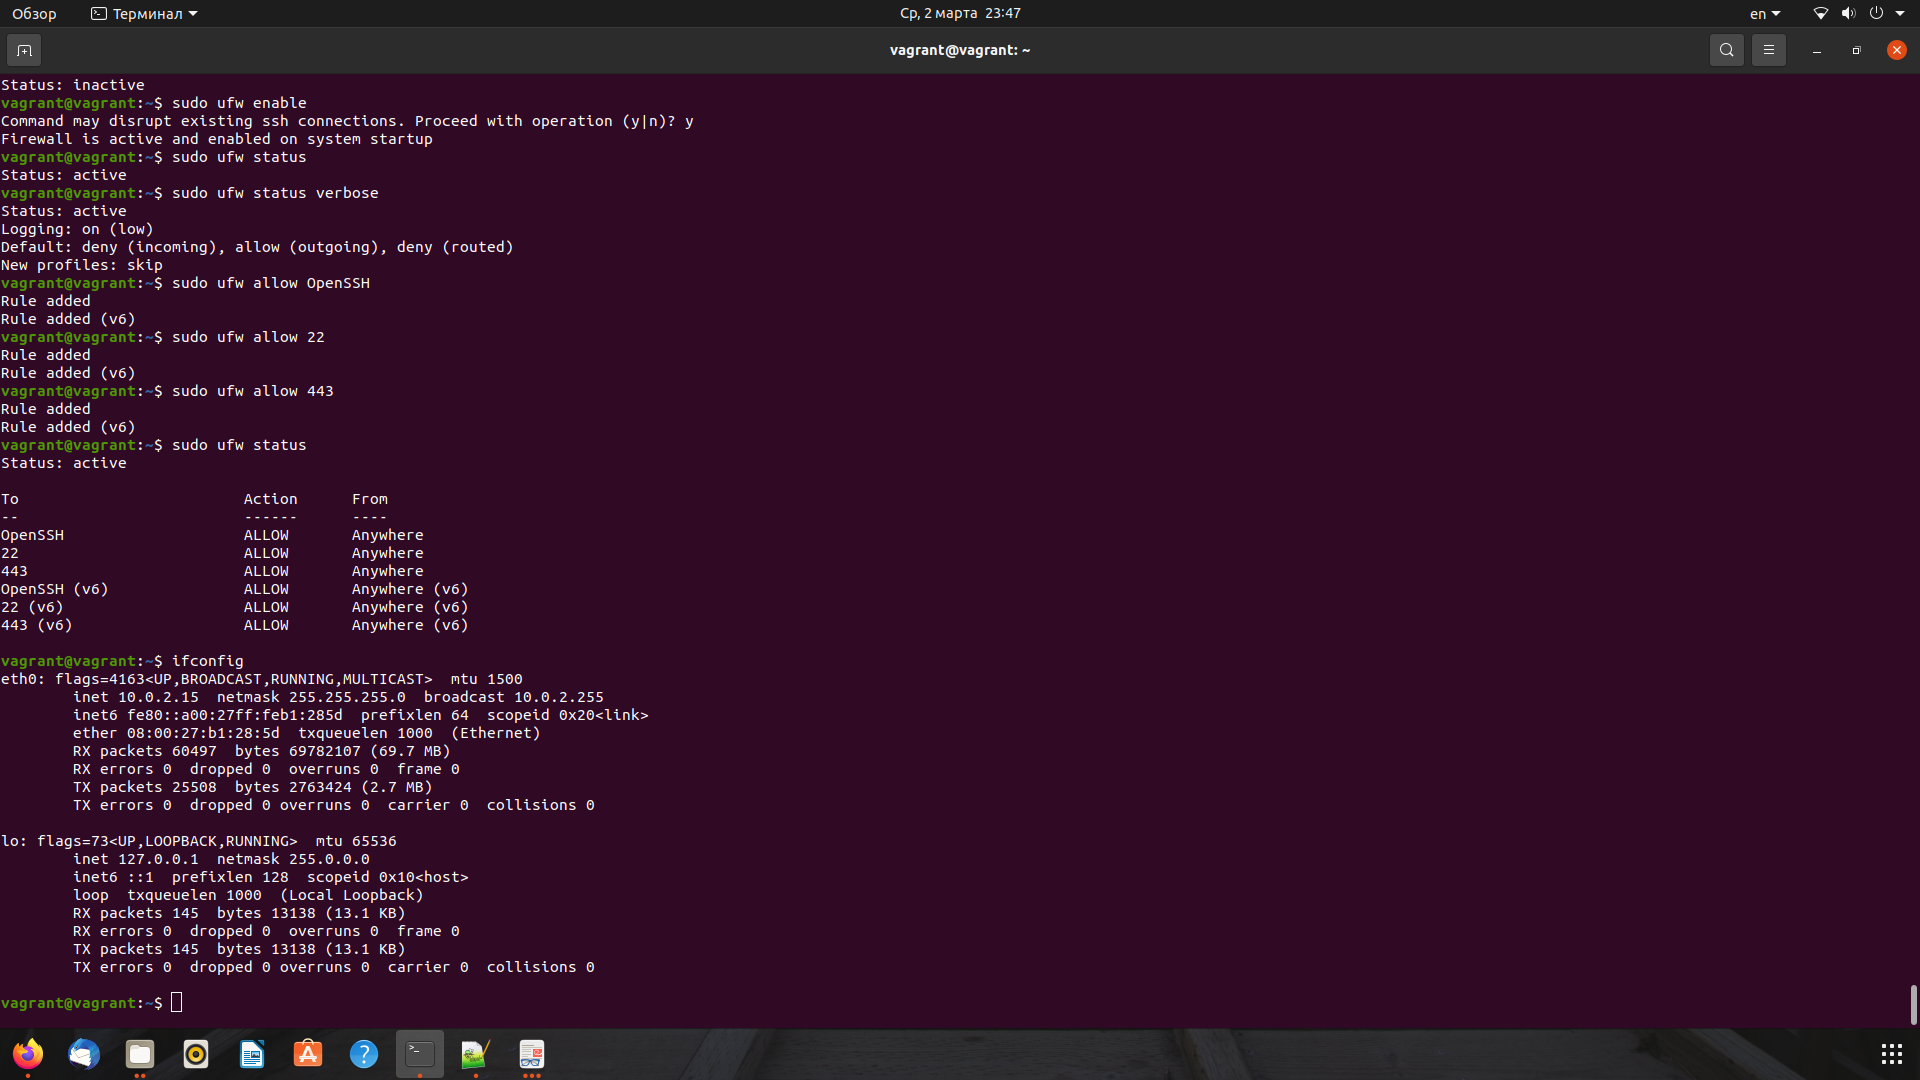 Обзор
Терминал
Ср, 2 марта 23:47
en
vagrant@vagrant: ~
Status: inactive
vagrant@vagrant:~$ sudo ufw enable
Command may disrupt existing ssh connections. Proceed with operation (y|n)? y
Firewall is active and enabled on system startup
vagrant@vagrant:~$ sudo ufw status
Status: active
vagrant@vagrant:~$ sudo ufw status verbose
Status: active
Logging: on (low)
Default: deny (incoming), allow (outgoing), deny (routed)
New profiles: skip
vagrant@vagrant:~$ sudo ufw allow OpenSSH
Rule added
Rule added (v6)
vagrant@vagrant:~$ sudo ufw allow 22
Rule added
Rule added (v6)
vagrant@vagrant:~$ sudo ufw allow 443
Rule added
Rule added (v6)
vagrant@vagrant:~$ sudo ufw status
Status: active
To                         Action      From
--                         ------      ----
OpenSSH                    ALLOW       Anywhere
22                         ALLOW       Anywhere
443                        ALLOW       Anywhere
OpenSSH (v6)               ALLOW       Anywhere (v6)
22 (v6)                    ALLOW       Anywhere (v6)
443 (v6)                   ALLOW       Anywhere (v6)
vagrant@vagrant:~$ ifconfig
eth0: flags=4163<UP,BROADCAST,RUNNING,MULTICAST>  mtu 1500
        inet 10.0.2.15  netmask 255.255.255.0  broadcast 10.0.2.255
        inet6 fe80::a00:27ff:feb1:285d  prefixlen 64  scopeid 0x20<link>
        ether 08:00:27:b1:28:5d  txqueuelen 1000  (Ethernet)
        RX packets 60497  bytes 69782107 (69.7 MB)
        RX errors 0  dropped 0  overruns 0  frame 0
        TX packets 25508  bytes 2763424 (2.7 MB)
        TX errors 0  dropped 0 overruns 0  carrier 0  collisions 0
lo: flags=73<UP,LOOPBACK,RUNNING>  mtu 65536
        inet 127.0.0.1  netmask 255.0.0.0
        inet6 ::1  prefixlen 128  scopeid 0x10<host>
        loop  txqueuelen 1000  (Local Loopback)
        RX packets 145  bytes 13138 (13.1 KB)
        RX errors 0  dropped 0  overruns 0  frame 0
        TX packets 145  bytes 13138 (13.1 KB)
        TX errors 0  dropped 0 overruns 0  carrier 0  collisions 0
vagrant@vagrant:~$